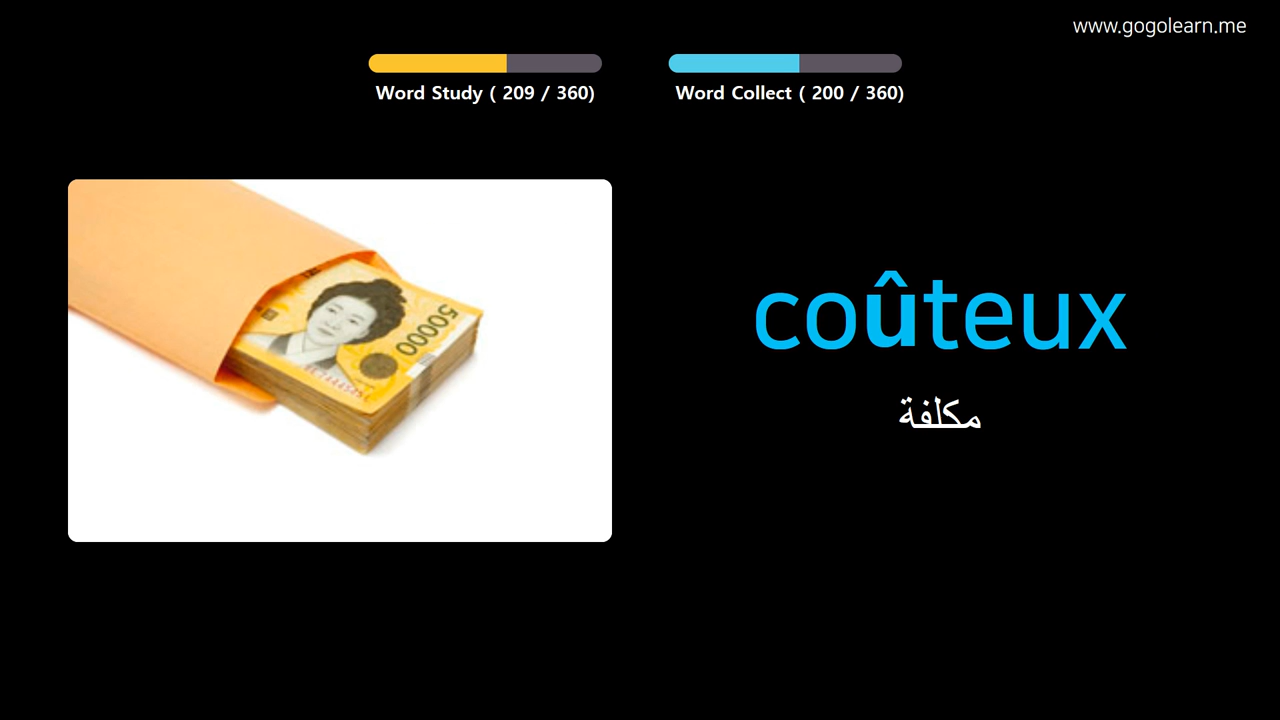 www.gogolearn.me
Word Study ( 209 / 360)
Word Collect ( 200 / 360)
50000
coûteux
مكلفة